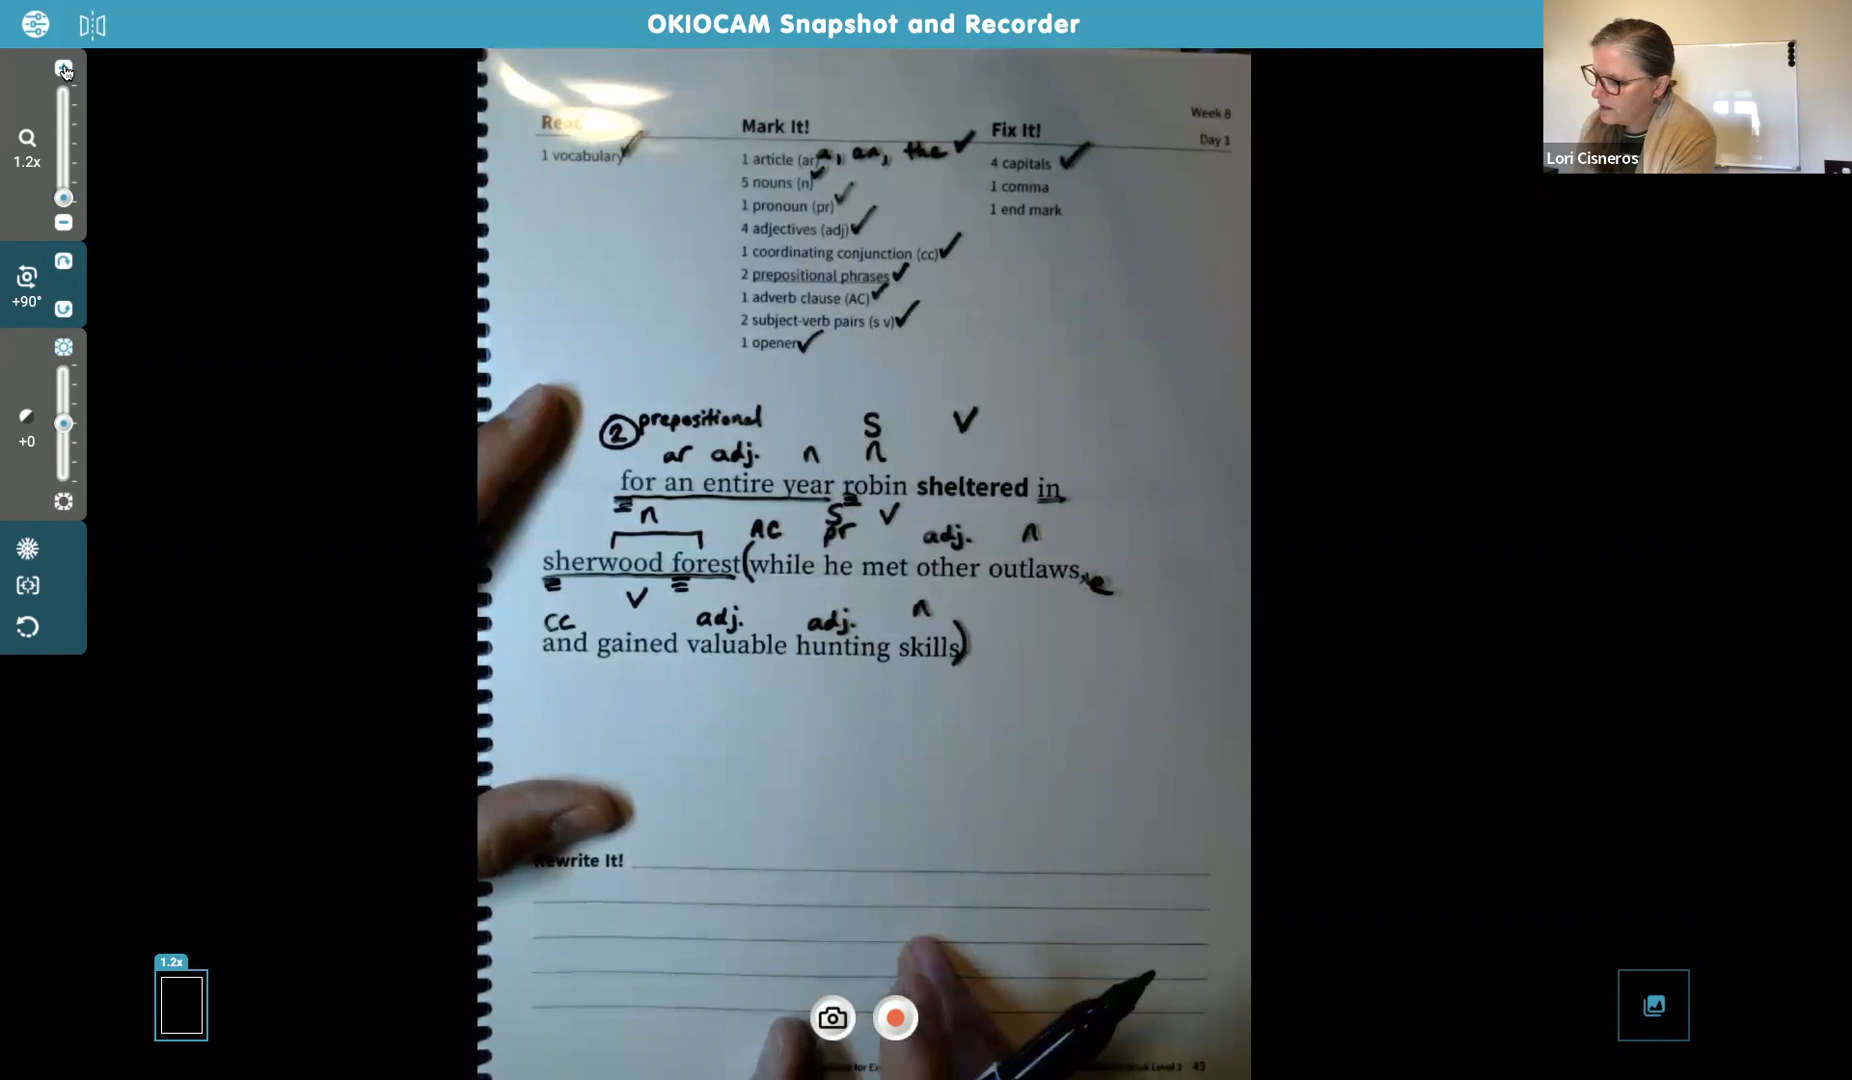 OKIOCAM Snapshot and Recorder
Lori Cisneros
1.2x
+90°
+0
1.2x
Week 8
Day 1
Mark It!
Fix It!
1 vocabulary
1 article (ar) a, an, the
5 nouns (n)
1 pronoun (pr)
4 adjectives (adj)
1 coordinating conjunction (cc)
2 prepositional phrases
1 adverb clause (AC)
2 subject-verb pairs (s v)
1 opener
4 capitals
1 comma
1 end mark
2 prepositional S V
ar adj. n n
for an entire year robin sheltered in
n S V
AC pr adj. n
sherwood forest (while he met other outlaws,
V n
cc adj. adj.
and gained valuable hunting skills)
Rewrite It!
Level 3 49